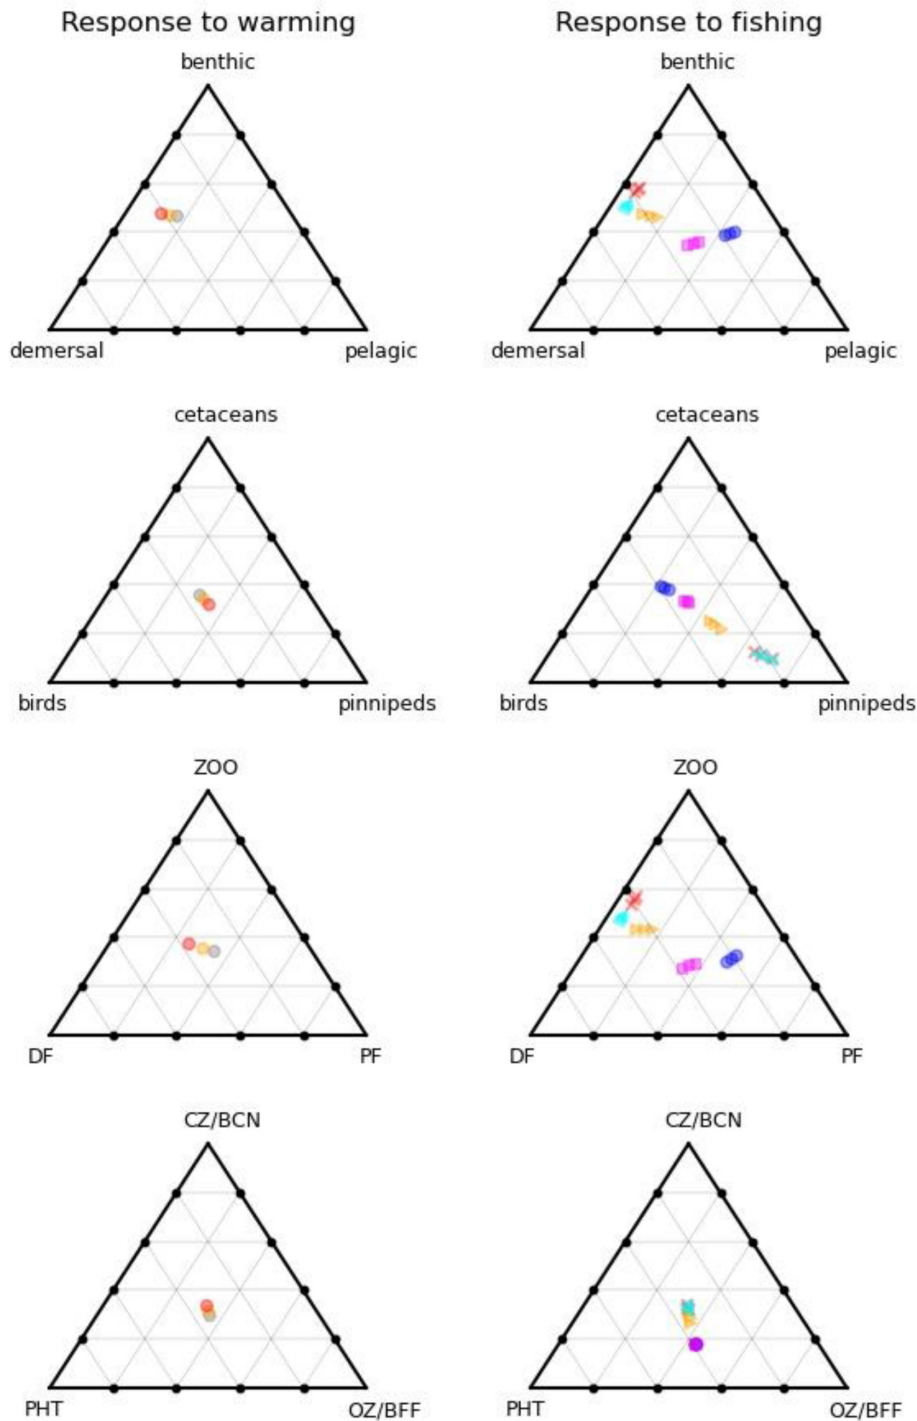 Response to warming Response to fishing
benthic benthic
demersal pelagic demersal pelagic
cetaceans cetaceans
birds pinnipeds birds pinnipeds
ZOO ZOO
DF PF DF PF
CZ/BCN CZ/BCN
PHT OZ/BFF PHT OZ/BFF